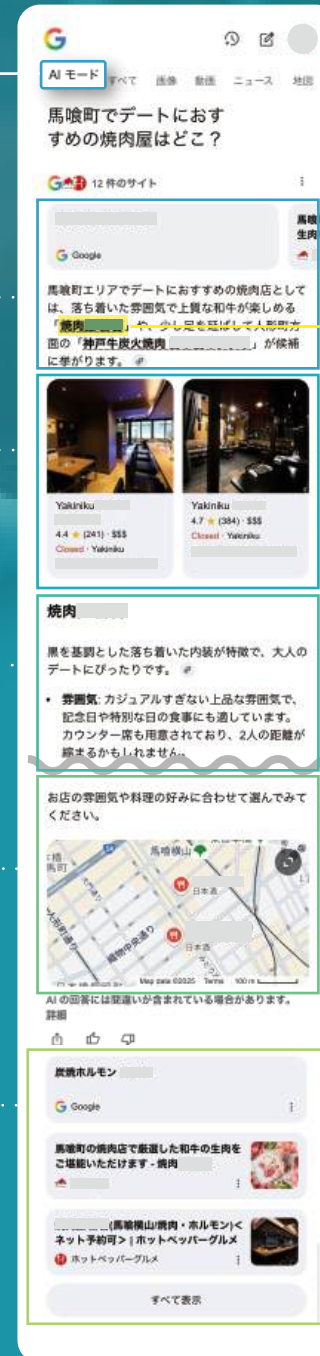 AI モード
すべて 画像 動画 ニュース 地図
馬喰町でデートにおす
すめの焼肉屋はどこ？
12 件のサイト
馬喰
生肉
Google
馬喰町エリアでデートにおすすめの焼肉店として
は、落ち着いた雰囲気で上質な和牛が楽しめる
「焼肉 」や、少し足を延ばして人形町方
面の「神戸牛炭火焼肉 」が候補
に挙がります。
Yakiniku
4.4 ★ (241) · $$$
Closed · Yakiniku
Yakiniku
4.7 ★ (384) · $$$
Closed · Yakiniku
焼肉
黒を基調とした落ち着いた内装が特徴で、大人の
デートにぴったりです。
• 雰囲気: カジュアルすぎない上品な雰囲気で、
記念日や特別な日の食事にも適しています。
カウンター席も用意されており、2人の距離が
縮まるかもしれません。
お店の雰囲気や料理の好みに合わせて選んでみて
ください。
馬喰横山
日本酒
人形町通り
織物中央通り
日本酒
Map data ©2025 Terms 100 m
AI の回答には間違いが含まれている場合があります。
詳細
炭焼ホルモン
Google
馬喰町の焼肉店で厳選した和牛の生肉を
ご堪能いただけます - 焼肉
(馬喰横山/焼肉・ホルモン)<
ネット予約可> | ホットペッパーグルメ
ホットペッパーグルメ
すべて表示